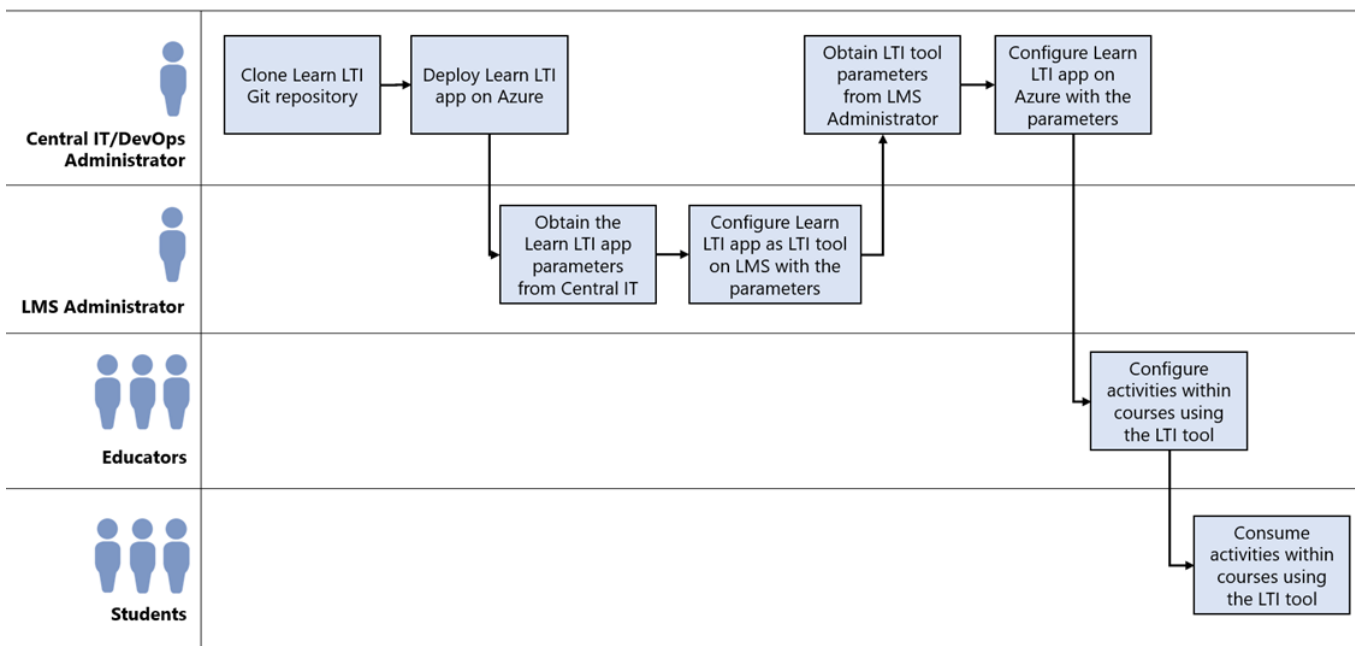 Central IT/DevOps
Administrator
Clone Learn LTI
Git repository
Deploy Learn LTI
app on Azure
Obtain LTI tool
parameters
from LMS
Administrator
Configure Learn
LTI app on
Azure with the
parameters
LMS Administrator
Obtain the
Learn LTI app
parameters
from Central IT
Configure Learn
LTI app as LTI tool
on LMS with the
parameters
Educators
Configure
activities within
courses using
the LTI tool
Students
Consume
activities within
courses using
the LTI tool